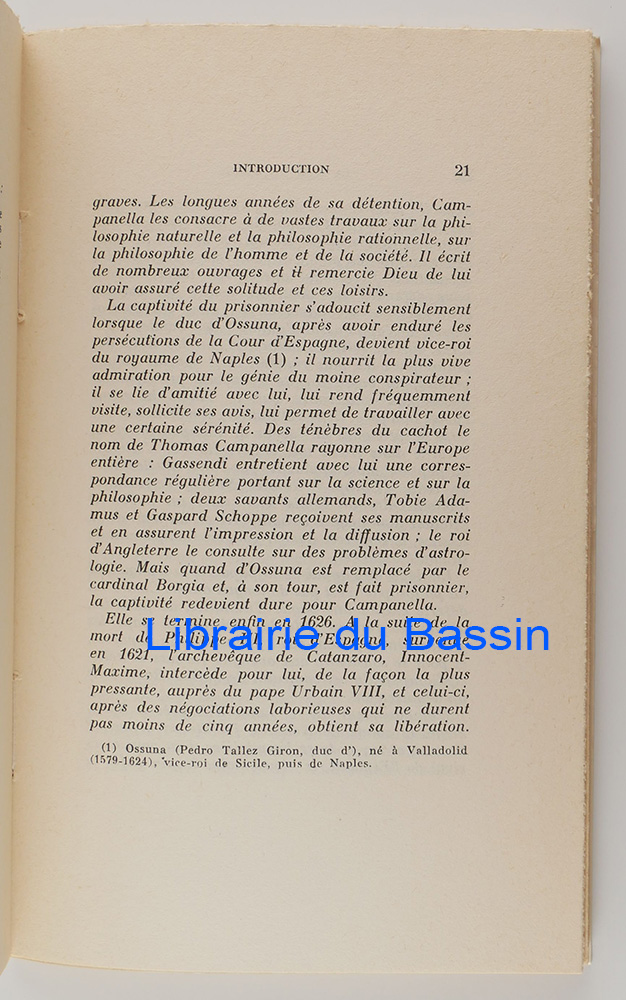 INTRODUCTION 21
graves. Les longues années de sa détention, Cam-
panella les consacre à de vastes travaux sur la phi-
losophie naturelle et la philosophie rationnelle, sur
la philosophie de l'homme et de la société. Il écrit
de nombreux ouvrages et il remercie Dieu de lui
avoir assuré cette solitude et ces loisirs.
La captivité du prisonnier s'adoucit sensiblement
lorsque le duc d'Ossuna, après avoir enduré les
persécutions de la Cour d'Espagne, devient vice-roi
du royaume de Naples (1) ; il nourrit la plus vive
admiration pour le génie du moine conspirateur ;
il se lie d'amitié avec lui, lui rend fréquemment
visite, sollicite ses avis, lui permet de travailler avec
une certaine sérénité. Des ténèbres du cachot le
nom de Thomas Campanella rayonne sur l'Europe
entière : Gassendi entretient avec lui une corres-
pondance régulière portant sur la science et sur la
philosophie ; deux savants allemands, Tobie Ada-
mus et Gaspard Schoppe reçoivent ses manuscrits
et en assurent l'impression et la diffusion ; le roi
d'Angleterre le consulte sur des problèmes d'astro-
logie. Mais quand d'Ossuna est remplacé par le
cardinal Borgia et, à son tour, est fait prisonnier,
la captivité redevient dure pour Campanella.
Elle se termine enfin en 1626. A la suite de la
Librairie du Bassin
mort de Philippe III roi d'Espagne, survenue
en 1621, l'archevêque de Catanzaro, Innocent-
Maxime, intercède pour lui, de la façon la plus
pressante, auprès du pape Urbain VIII, et celui-ci,
après des négociations laborieuses qui ne durent
pas moins de cinq années, obtient sa libération.
(1) Ossuna (Pedro Tallez Giron, duc d'), né à Valladolid
(1579-1624), vice-roi de Sicile, puis de Naples.